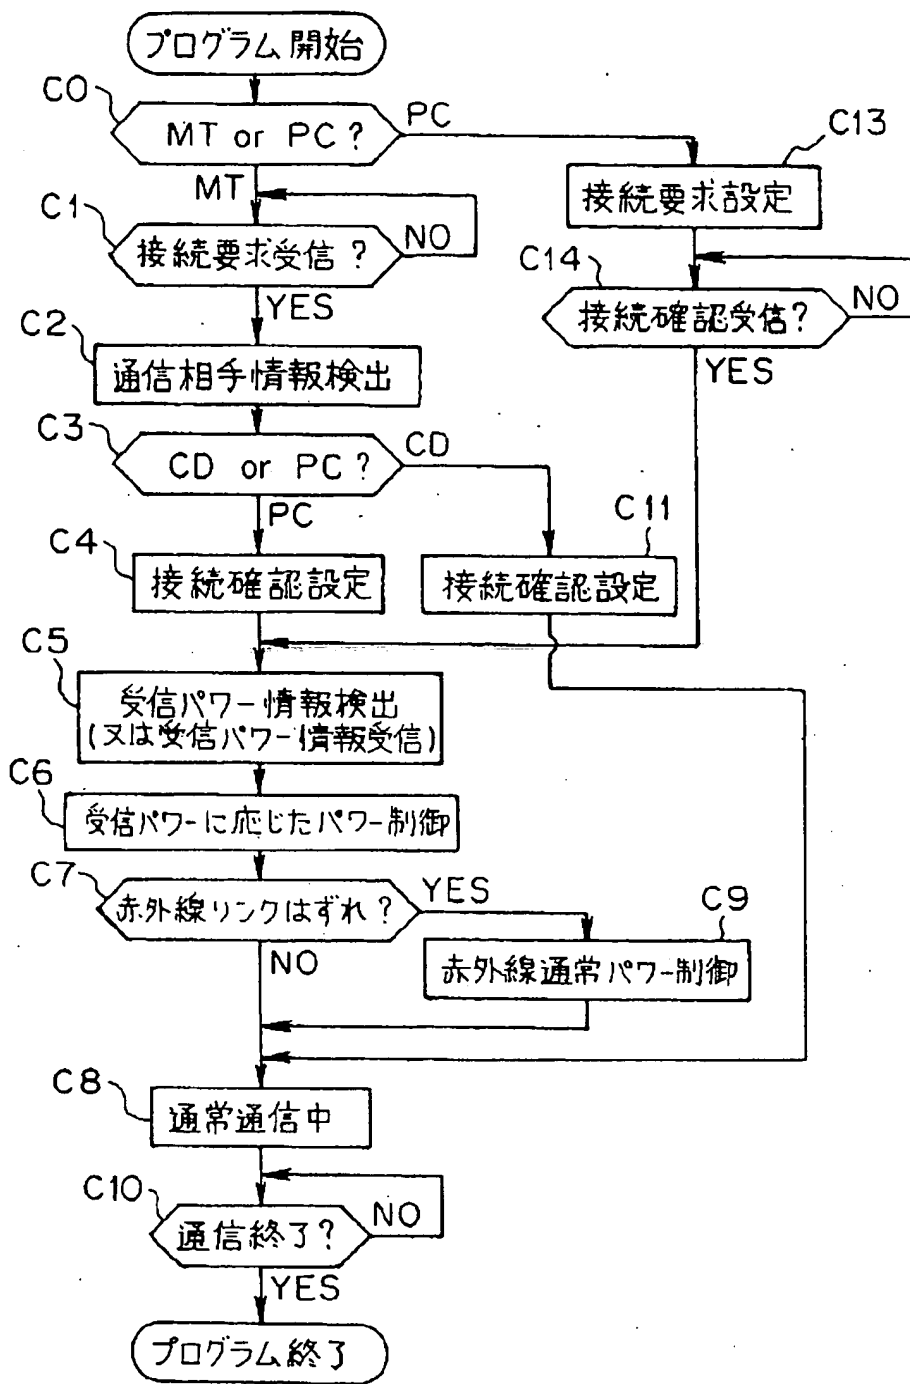 プログラム開始
C0
MT or PC?
PC
MT
C13
接続要求設定
C1
接続要求受信?
NO
YES
C14
接続確認受信?
NO
YES
C2
通信相手情報検出
C3
CD or PC?
CD
PC
C4
接続確認設定
C11
接続確認設定
C5
受信パワー情報検出
(又は受信パワー情報受信)
C6
受信パワーに応じたパワー制御
C7
赤外線リンクはずれ?
YES
NO
C9
赤外線通常パワー制御
C8
通常通信中
C10
通信終了?
NO
YES
プログラム終了